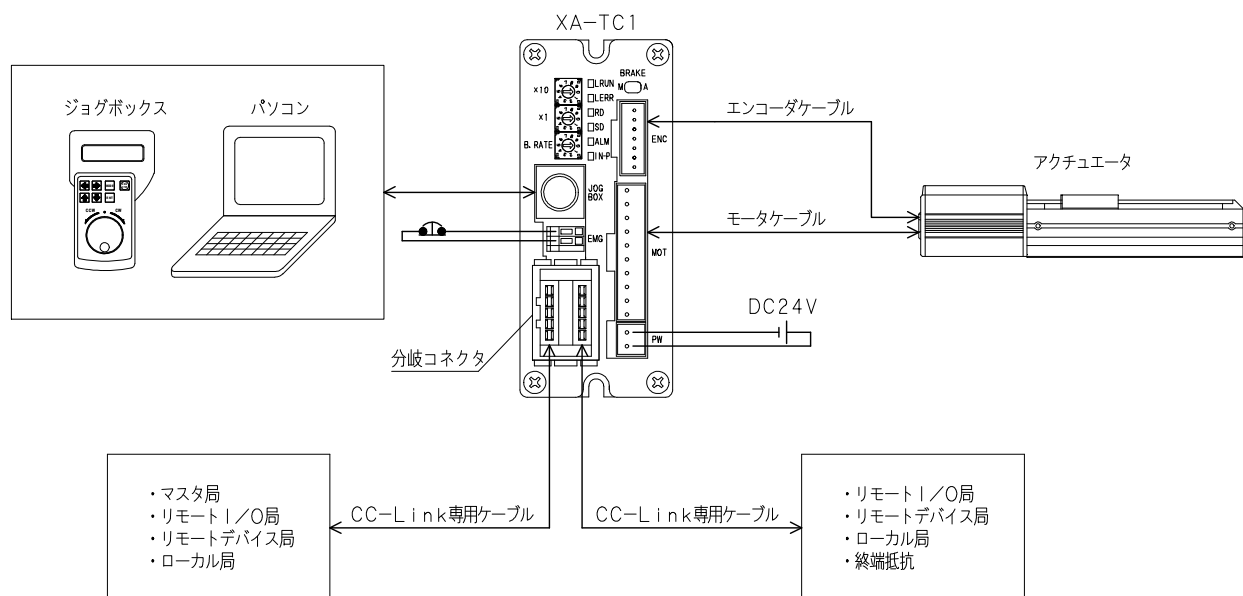 XA-TC1
ジョグボックス
パソコン
BRAKE
M A
×10
×1
B.RATE
LRUN
LERR
RD
SD
ALM
IN-P
ENC
JOG
BOX
EMG
MOT
PW
エンコーダケーブル
モータケーブル
アクチュエータ
DC24V
CCW
CW
分岐コネクタ
・マスタ局
・リモートI/O局
・リモートデバイス局
・ローカル局
CC-Link専用ケーブル
CC-Link専用ケーブル
・リモートI/O局
・リモートデバイス局
・ローカル局
・終端抵抗